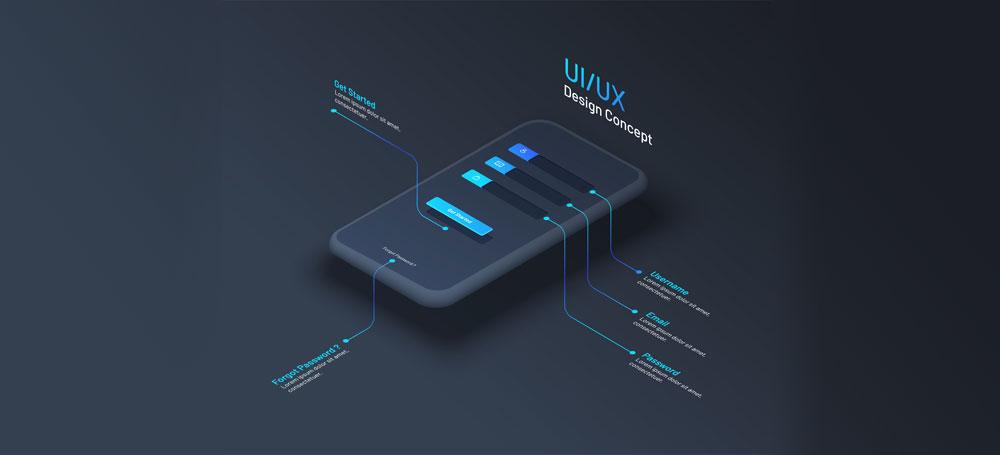 UI/UX
Design Concept
Get Started
Lorem ipsum dolor sit amet,
consectetuer.
Get Started
Forgot Password ?
Username
Lorem ipsum dolor sit amet,
consectetuer.
Email
Lorem ipsum dolor sit amet,
consectetuer.
Password
Lorem ipsum dolor sit amet,
consectetuer.
Forgot Password ?
Lorem ipsum dolor sit amet,
consectetuer.